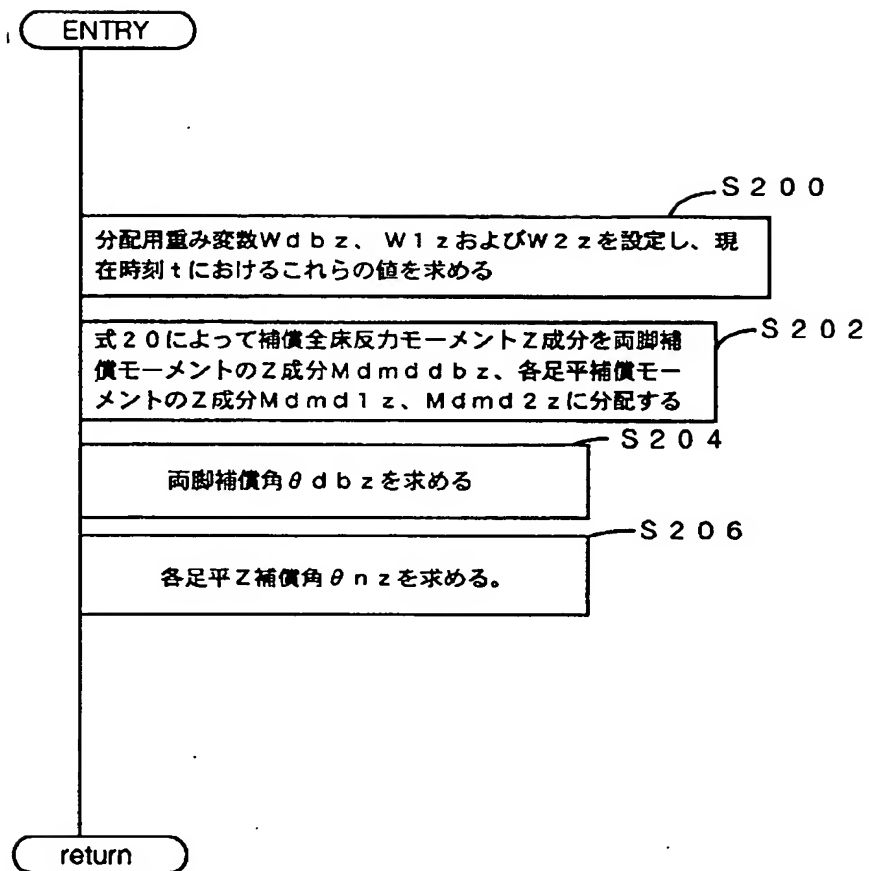 ENTRY
S200
分配用重み変数Wdbz、W1zおよびW2zを設定し、現
在時刻tにおけるこれらの値を求める
S202
式20によって補償全床反力モーメントZ成分を両脚補
償モーメントのZ成分Mdmddbz、各足平補償モー
メントのZ成分Mdmd1z、Mdmd2zに分配する
S204
両脚補償角θdbzを求める
S206
各足平Z補償角θnzを求める。
return